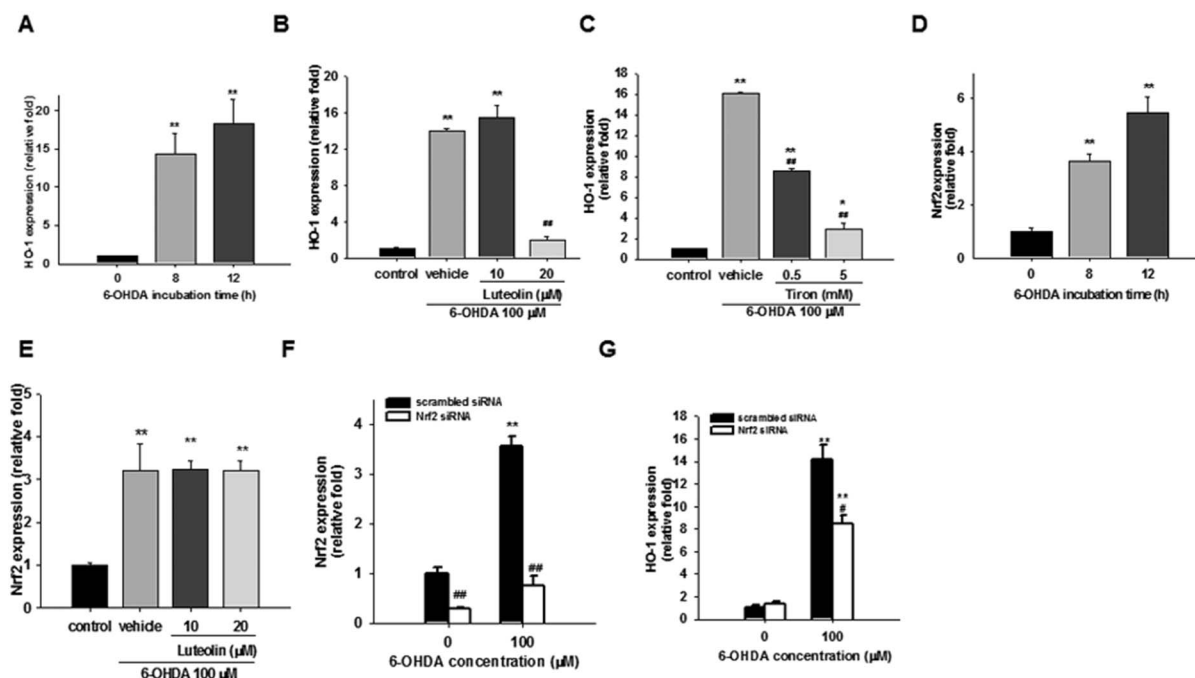 A
HO-1 expression (relative fold)
20
15
10
5
0
**
**
0 8 12
6-OHDA incubation time (h)
B
HO-1 expression (relative fold)
20
16
12
8
4
0
**
**
##
control vehicle 10 20
Luteolin (µM)
6-OHDA 100 µM
C
HO-1 expression
(relative fold)
18
16
14
12
10
8
6
4
2
0
**
**
##
*
##
control vehicle 0.5 5
Tiron (mM)
6-OHDA 100 µM
D
Nrf2expression
(relative fold)
6
4
2
0
**
**
0 8 12
6-OHDA incubation time (h)
E
Nrf2 expression (relative fold)
5
4
3
2
1
0
**
**
**
control vehicle 10 20
Luteolin (µM)
6-OHDA 100 µM
F
Nrf2 expression
(relative fold)
4
3
2
1
0
scrambled siRNA
Nrf2 siRNA
##
**
##
0 100
6-OHDA concentration (µM)
G
HO-1 expression
(relative fold)
18
16
14
12
10
8
6
4
2
0
scrambled siRNA
Nrf2 siRNA
**
**
#
0 100
6-OHDA concentration (µM)